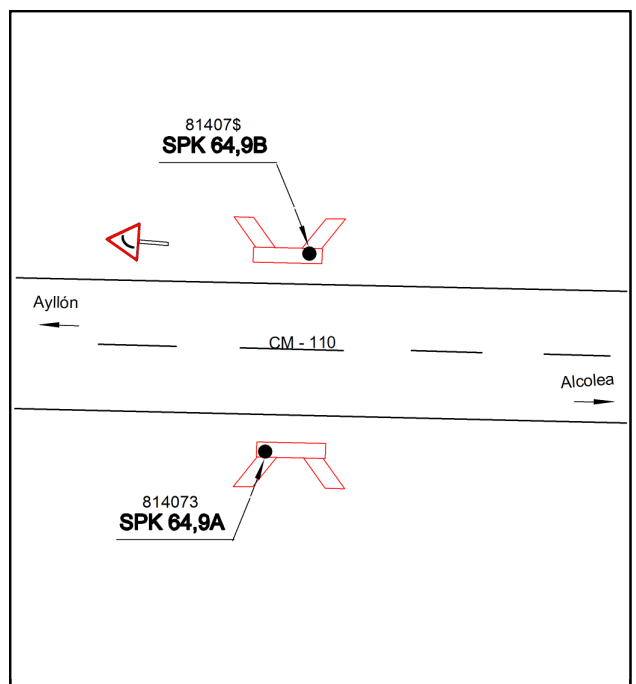 81407$
SPK 64,9B
Ayllón
CM - 110
Alcolea
814073
SPK 64,9A